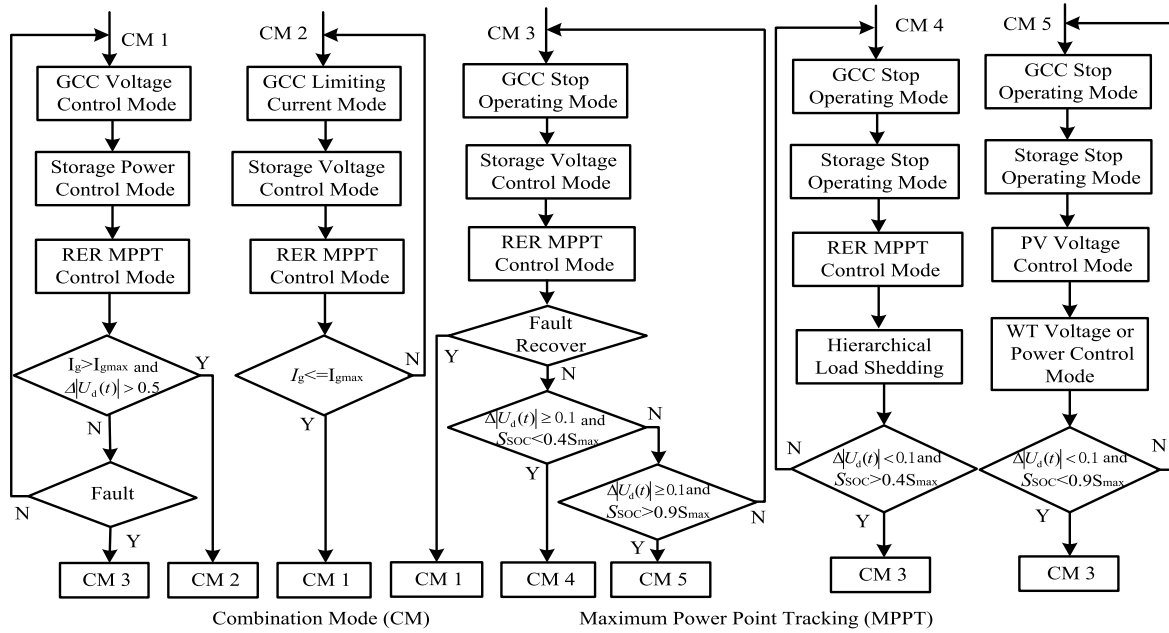 CM 1
GCC Voltage
Control Mode
Storage Power
Control Mode
RER MPPT
Control Mode
Ig>Igmax and
Δ|Ud(t)| > 0.5
Y
N
Fault
N
Y
CM 3
CM 2
CM 2
GCC Limiting
Current Mode
Storage Voltage
Control Mode
RER MPPT
Control Mode
Ig<=Igmax
N
Y
CM 1
CM 3
GCC Stop
Operating Mode
Storage Voltage
Control Mode
RER MPPT
Control Mode
Fault
Recover
Y
N
Δ|Ud(t)| ≥ 0.1 and
SSOC<0.4Smax
N
Y
Δ|Ud(t)| ≥ 0.1 and
SSOC>0.9Smax
N
Y
CM 1
CM 4
CM 5
CM 4
GCC Stop
Operating Mode
Storage Stop
Operating Mode
RER MPPT
Control Mode
Hierarchical
Load Shedding
N
Δ|Ud(t)| < 0.1 and
SSOC>0.4Smax
Y
CM 3
CM 5
GCC Stop
Operating Mode
Storage Stop
Operating Mode
PV Voltage
Control Mode
WT Voltage or
Power Control
Mode
N
Δ|Ud(t)| < 0.1 and
SSOC<0.9Smax
Y
CM 3
Combination Mode (CM)
Maximum Power Point Tracking (MPPT)